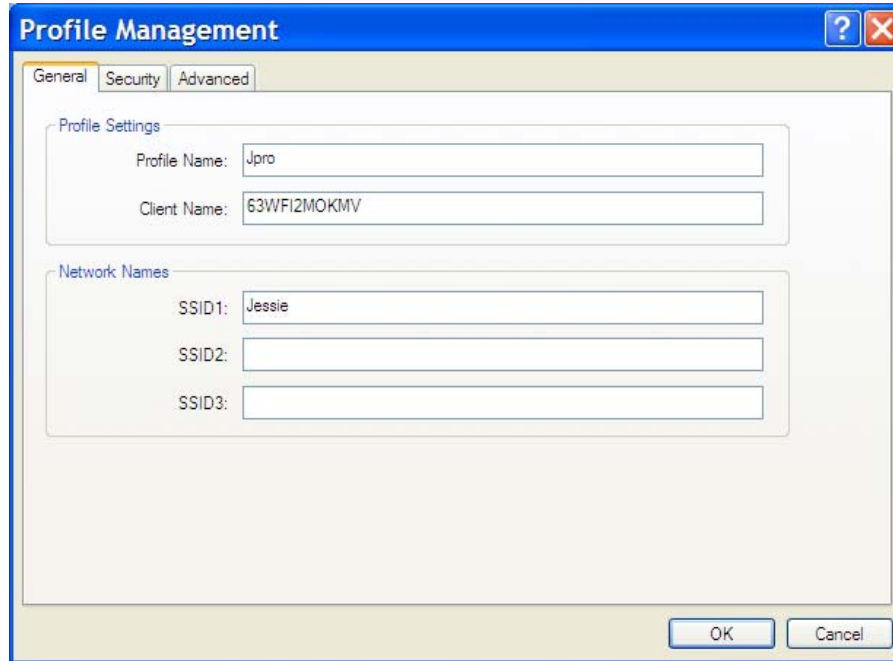 Profile Management
?
General Security Advanced
Profile Settings
Profile Name: Jpro
Client Name: 63WFI2MOKMV
Network Names
SSID1: Jessie
SSID2:
SSID3:
OK Cancel